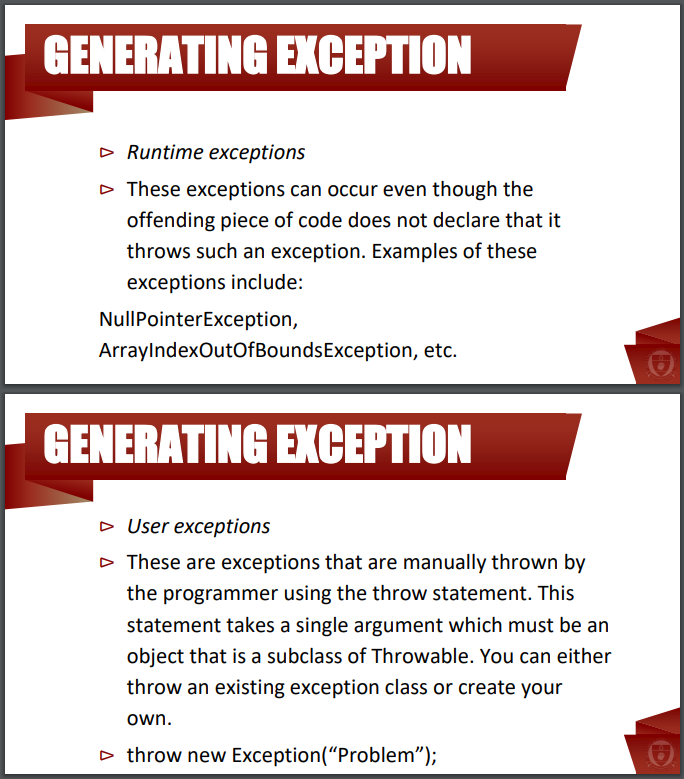 GENERATING EXCEPTION
Runtime exceptions
These exceptions can occur even though the
offending piece of code does not declare that it
throws such an exception. Examples of these
exceptions include:
NullPointerException,
ArrayIndexOutOfBoundsException, etc.
GENERATING EXCEPTION
User exceptions
These are exceptions that are manually thrown by
the programmer using the throw statement. This
statement takes a single argument which must be an
object that is a subclass of Throwable. You can either
throw an existing exception class or create your
own.
throw new Exception(“Problem”);